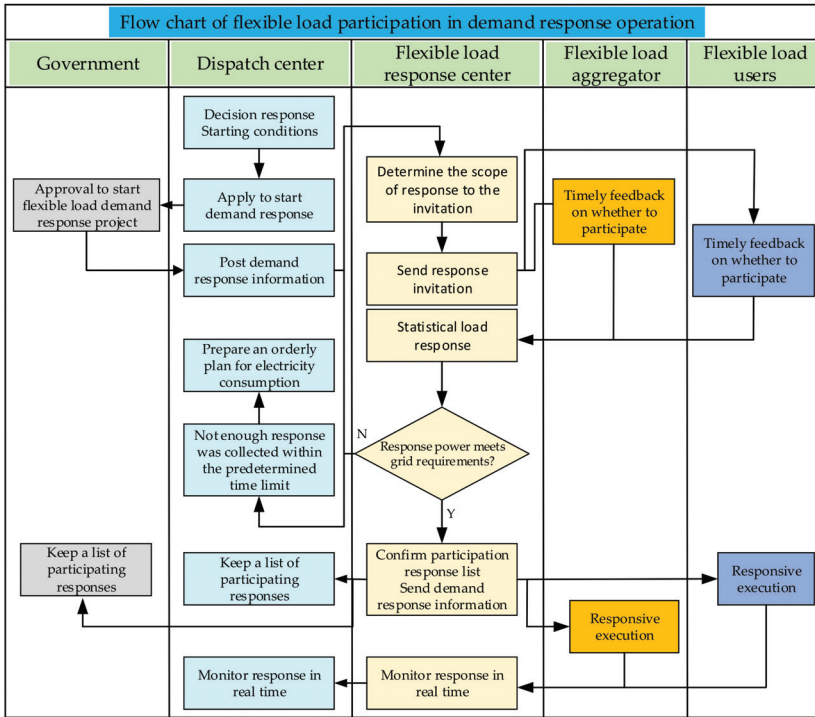 Flow chart of flexible load participation in demand response operation
Government
Dispatch center
Flexible load
response center
Flexible load
aggregator
Flexible load
users
Decision response
Starting conditions
Approval to start
flexible load demand
response project
Apply to start
demand response
Determine the scope
of response to the
invitation
Timely feedback
on whether to
participate
Timely feedback
on whether to
participate
Post demand
response information
Send response
invitation
Statistical load
response
Prepare an orderly
plan for electricity
consumption
Not enough response
was collected within
the predetermined
time limit
N
Response power meets
grid requirements?
Y
Keep a list of
participating
responses
Keep a list of
participating
responses
Confirm participation
response list
Send demand
response information
Responsive
execution
Responsive
execution
Monitor response in
real time
Monitor response in
real time